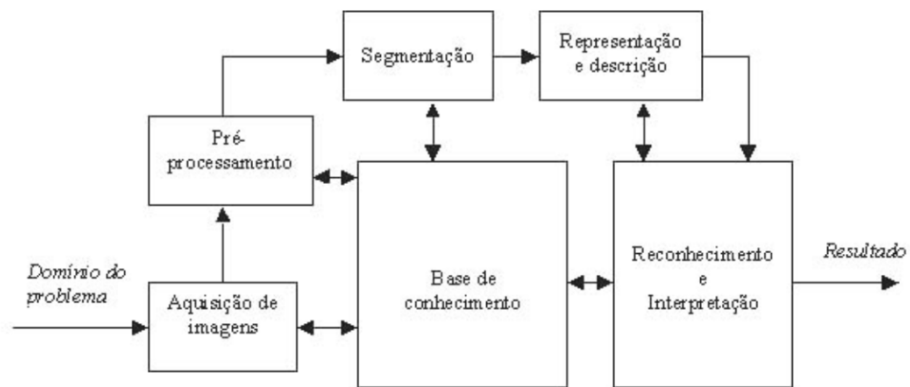 Segmentação
Representação
e descrição
Pré-
processamento
Domínio do
problema
Aquisição de
imagens
Base de
conhecimento
Reconhecimento
e
Interpretação
Resultado